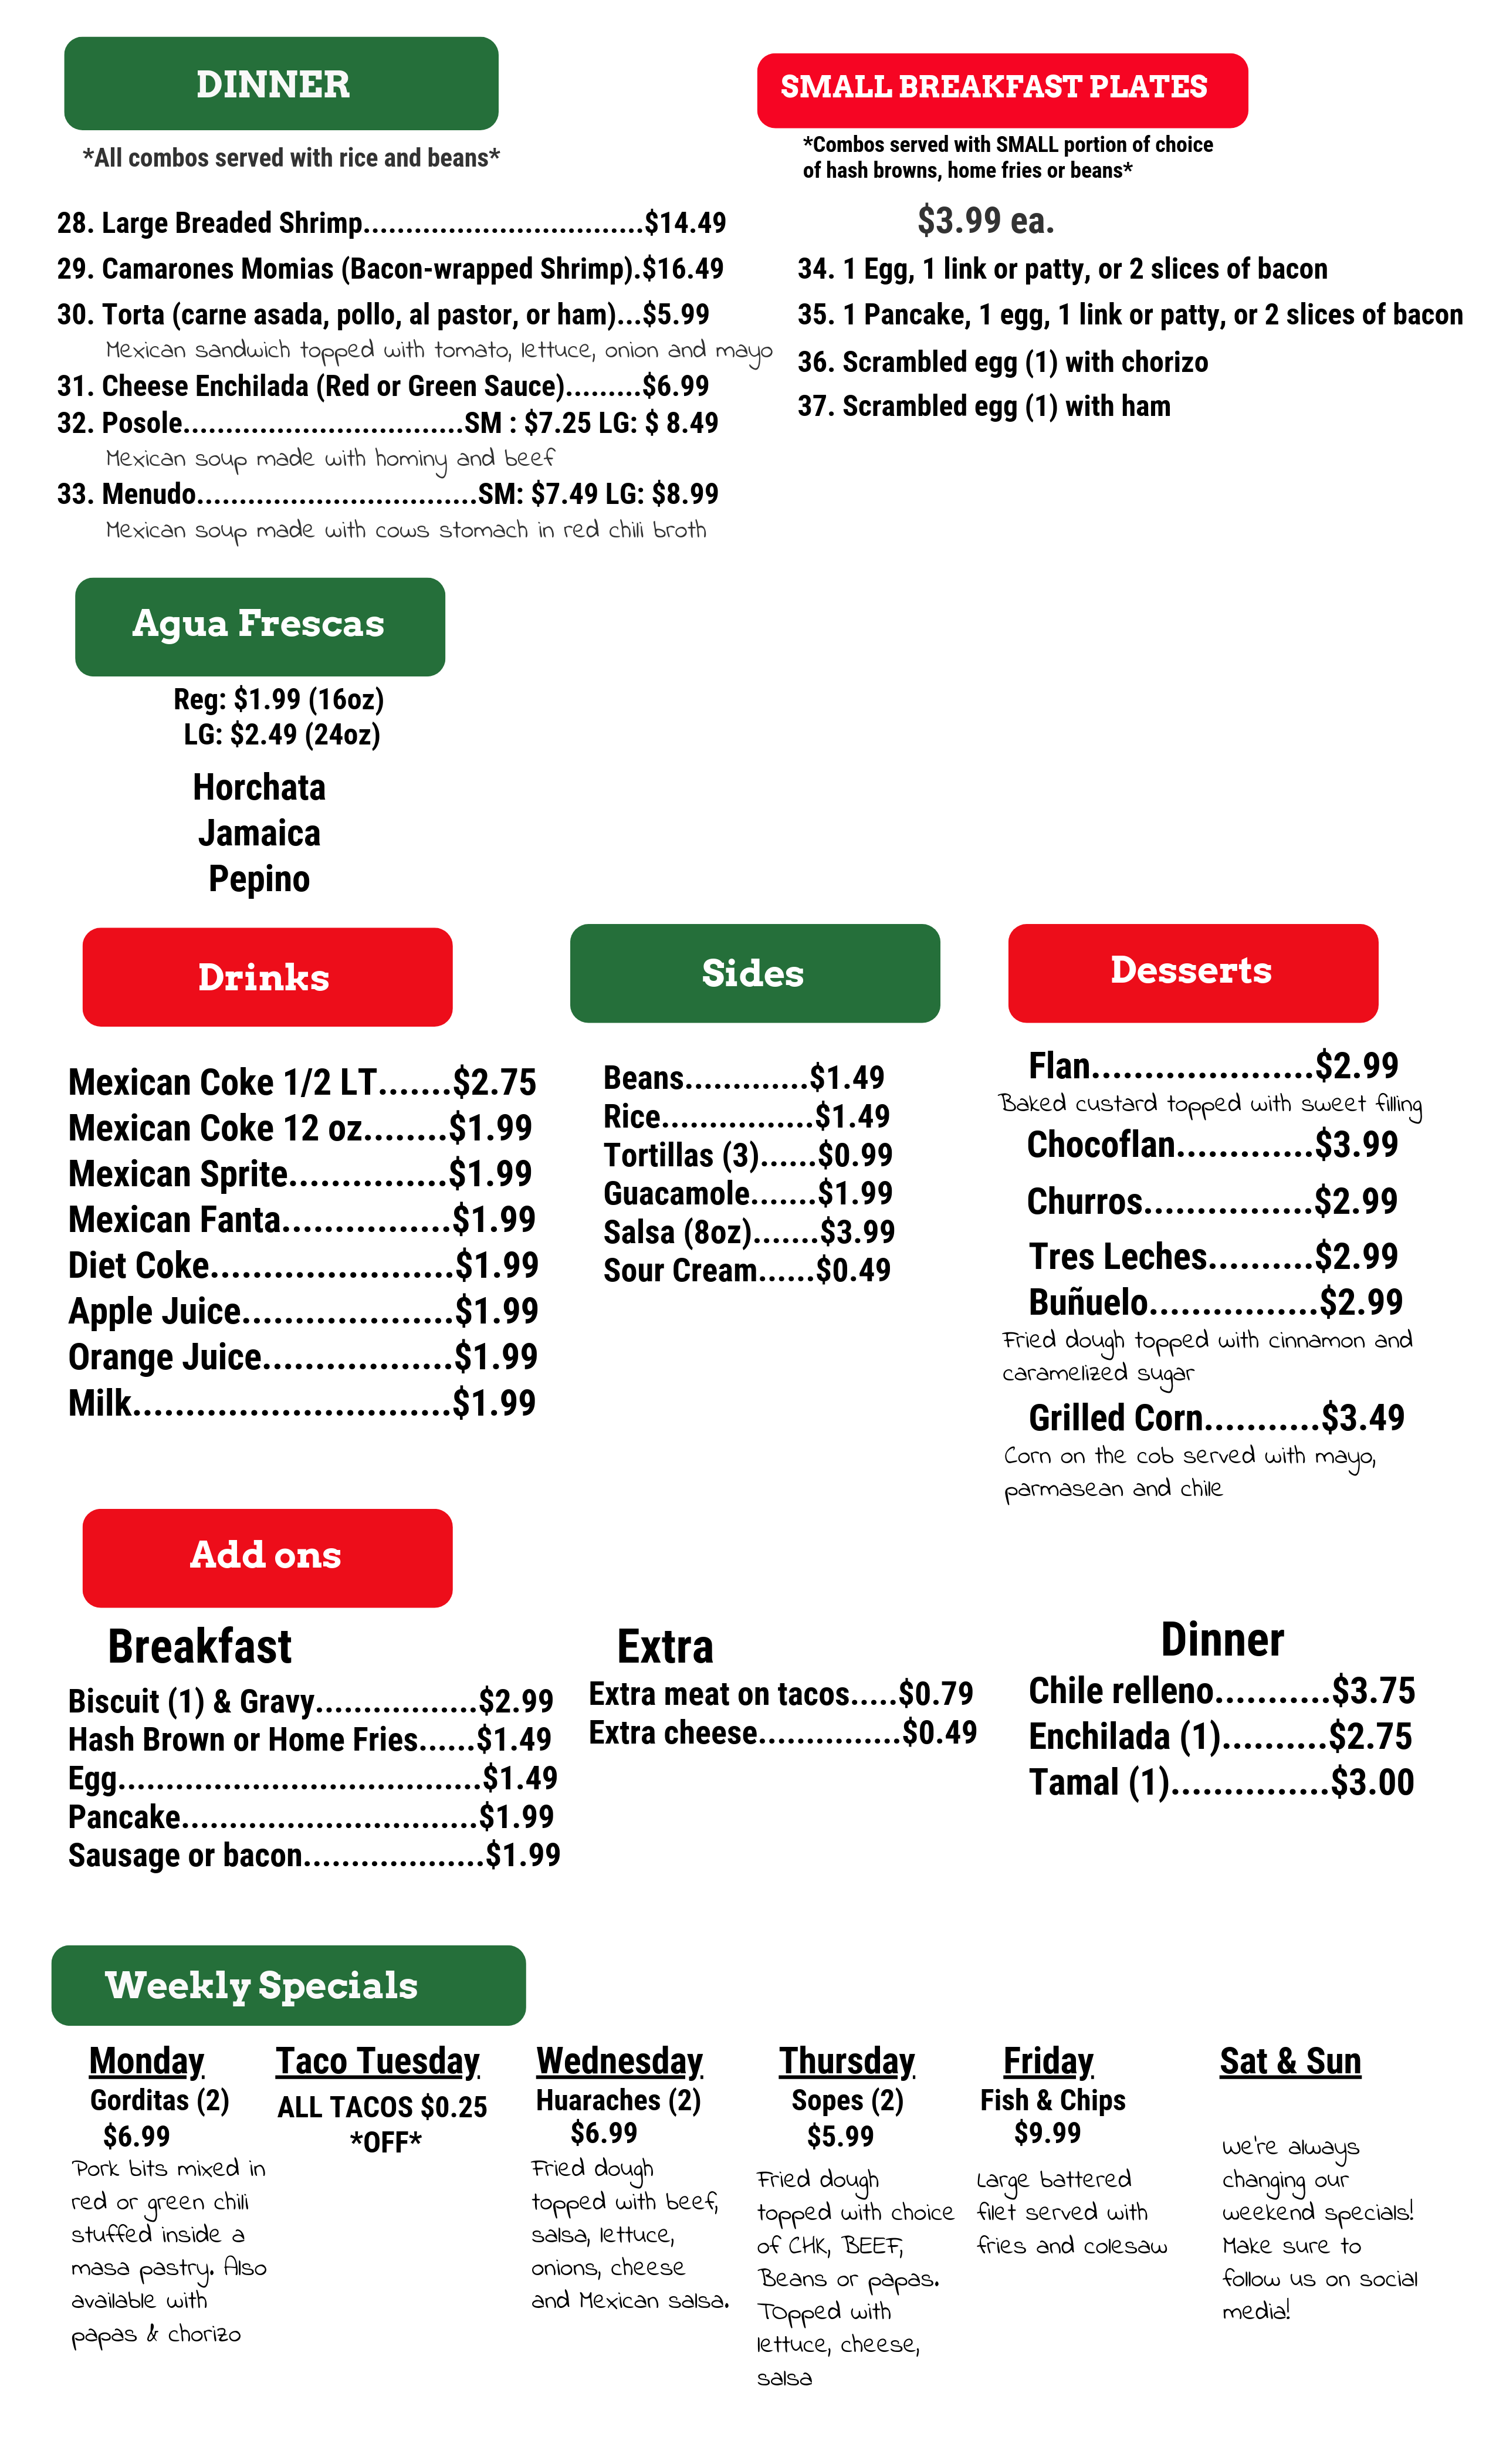 DINNER
*All combos served with rice and beans*
28. Large Breaded Shrimp.................................$14.49
29. Camarones Momias (Bacon-wrapped Shrimp).$16.49
30. Torta (carne asada, pollo, al pastor, or ham)...$5.99
Mexican sandwich topped with tomato, lettuce, onion and mayo
31. Cheese Enchilada (Red or Green Sauce).........$6.99
32. Posole.................................SM : $7.25 LG: $ 8.49
Mexican soup made with hominy and beef
33. Menudo.................................SM: $7.49 LG: $8.99
Mexican soup made with cows stomach in red chili broth
SMALL BREAKFAST PLATES
*Combos served with SMALL portion of choice
of hash browns, home fries or beans*
$3.99 ea.
34. 1 Egg, 1 link or patty, or 2 slices of bacon
35. 1 Pancake, 1 egg, 1 link or patty, or 2 slices of bacon
36. Scrambled egg (1) with chorizo
37. Scrambled egg (1) with ham
Agua Frescas
Reg: $1.99 (16oz)
LG: $2.49 (24oz)
Horchata
Jamaica
Pepino
Drinks
Mexican Coke 1/2 LT.......$2.75
Mexican Coke 12 oz........$1.99
Mexican Sprite...............$1.99
Mexican Fanta................$1.99
Diet Coke.......................$1.99
Apple Juice....................$1.99
Orange Juice..................$1.99
Milk..............................$1.99
Sides
Beans.............$1.49
Rice................$1.49
Tortillas (3)......$0.99
Guacamole.......$1.99
Salsa (8oz).......$3.99
Sour Cream......$0.49
Desserts
Flan.....................$2.99
Baked custard topped with sweet filling
Chocoflan.............$3.99
Churros................$2.99
Tres Leches..........$2.99
Buñuelo................$2.99
Fried dough topped with cinnamon and
caramelized sugar
Grilled Corn...........$3.49
Corn on the cob served with mayo,
parmasean and chile
Add ons
Breakfast
Biscuit (1) & Gravy.................$2.99
Hash Brown or Home Fries......$1.49
Egg......................................$1.49
Pancake...............................$1.99
Sausage or bacon...................$1.99
Extra
Extra meat on tacos.....$0.79
Extra cheese...............$0.49
Dinner
Chile relleno...........$3.75
Enchilada (1)..........$2.75
Tamal (1)...............$3.00
Weekly Specials
Monday
Gorditas (2)
$6.99
Pork bits mixed in
red or green chili
stuffed inside a
masa pastry. Also
available with
papas & chorizo
Taco Tuesday
ALL TACOS $0.25
*OFF*
Wednesday
Huaraches (2)
$6.99
Fried dough
topped with beef,
salsa, lettuce,
onions, cheese
and Mexican salsa.
Thursday
Sopes (2)
$5.99
Fried dough
topped with choice
of CHK, BEEF,
Beans or papas.
TOpped with
lettuce, cheese,
salsa
Friday
Fish & Chips
$9.99
Large battered
filet served with
fries and colesaw
Sat & Sun
We're always
changing our
weekend specials!
Make sure to
follow us on social
media!